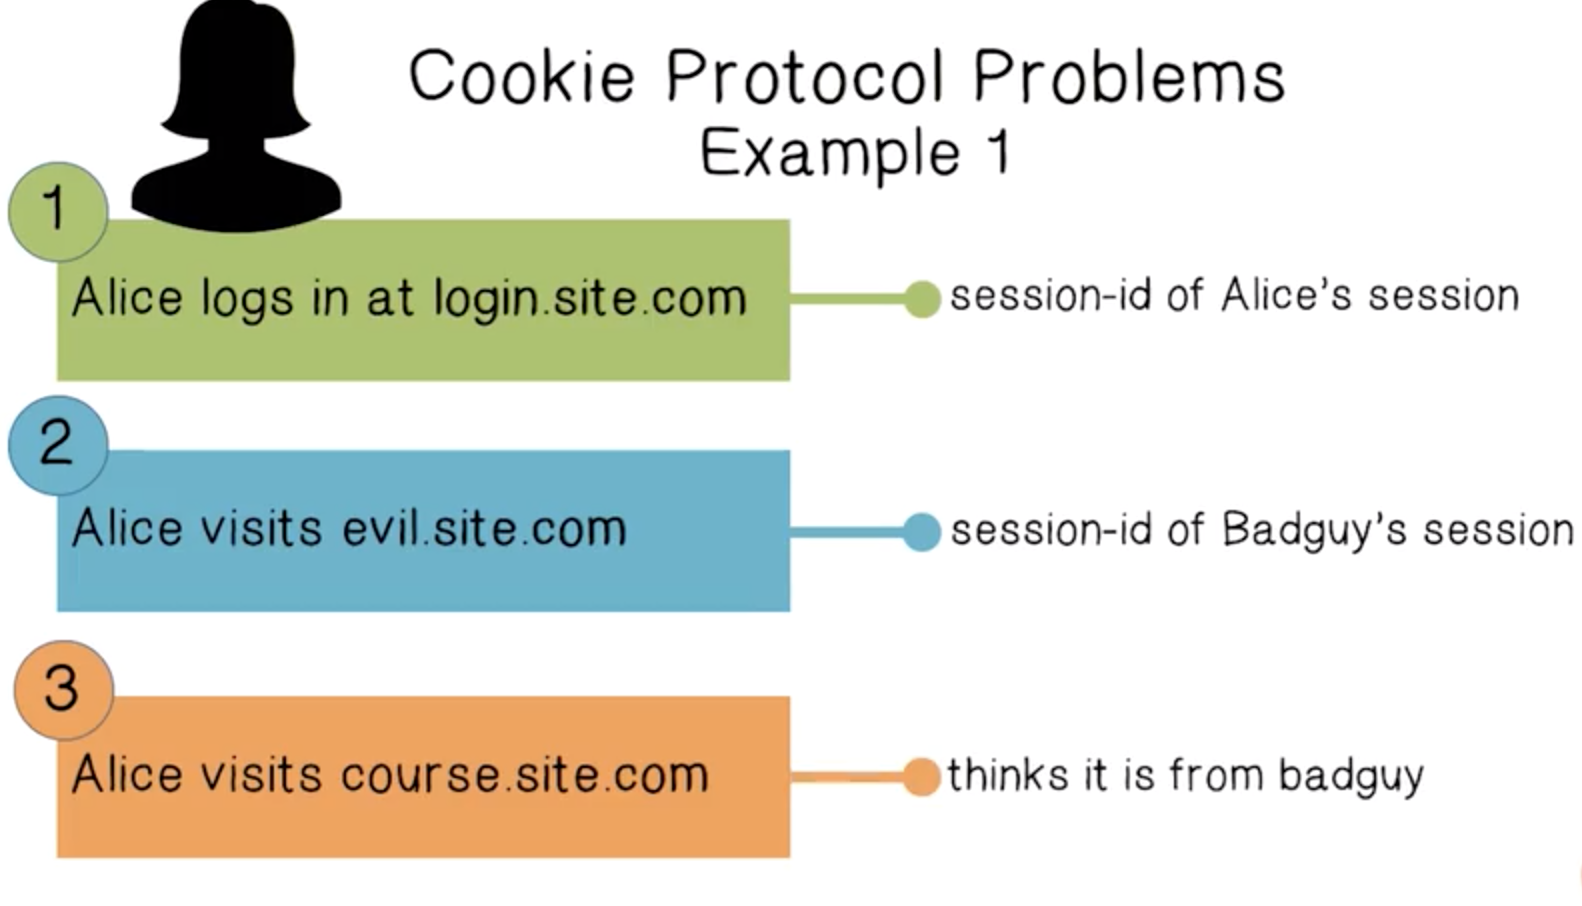 Cookie Protocol Problems
Example 1
1
Alice logs in at login.site.com
session-id of Alice's session
2
Alice visits evil.site.com
session-id of Badguy's session
3
Alice visits course.site.com
thinks it is from badguy